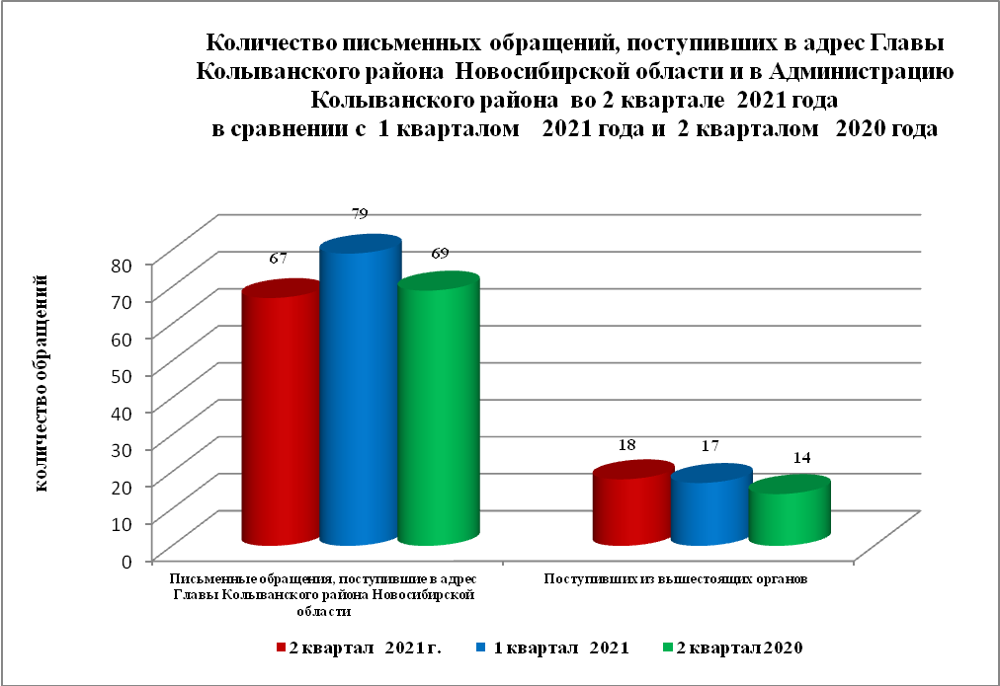 Количество письменных обращений, поступивших в адрес Главы
Колыванского района Новосибирской области и в Администрацию
Колыванского района во 2 квартале 2021 года
в сравнении с 1 кварталом 2021 года и 2 кварталом 2020 года
количество обращений
80
70
60
50
40
30
20
10
0
67
79
69
18
17
14
Письменные обращения, поступившие в адрес
Главы Колыванского района Новосибирской
области
Поступивших из вышестоящих органов
2 квартал 2021 г.
1 квартал 2021
2 квартал 2020